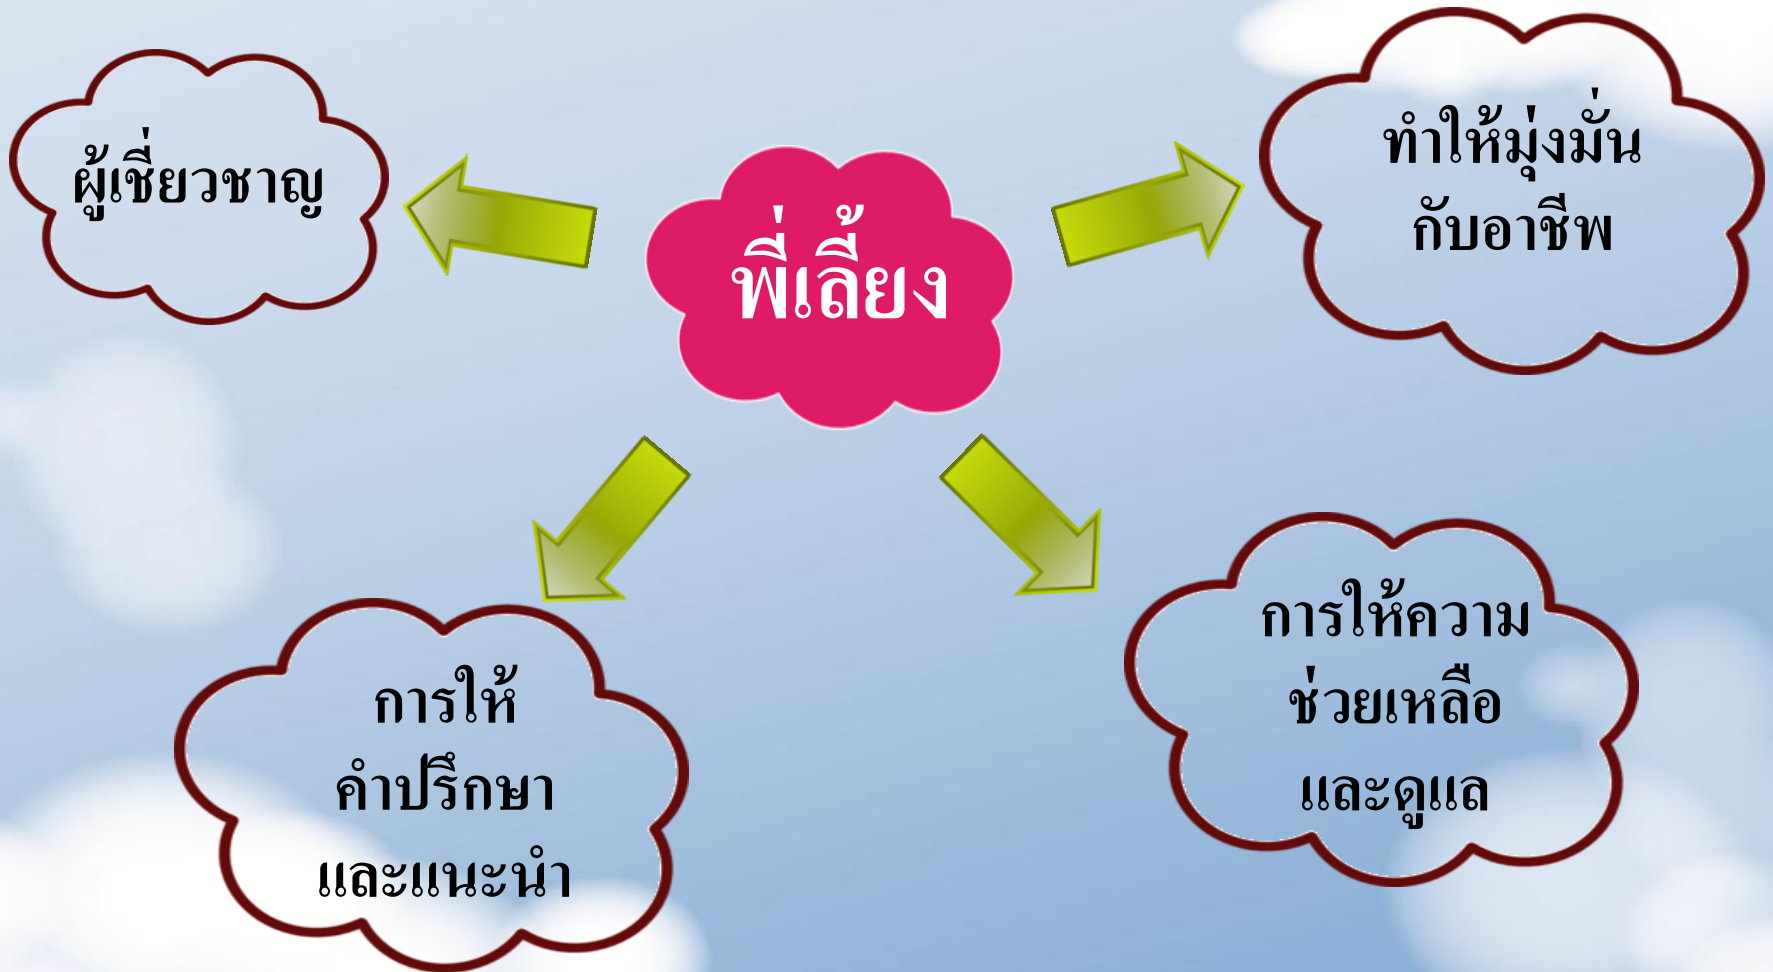 พี่เลี้ยง
ผู้เชี่ยวชาญ
ทำให้มุ่งมั่น
กับอาชีพ
การให้
คำปรึกษา
และแนะนำ
การให้ความ
ช่วยเหลือ
และดูแล